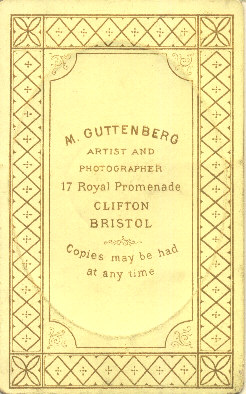 M. GUTTENBERG
ARTIST AND
PHOTOGRAPHER
17 Royal Promenade
CLIFTON
BRISTOL
Copies may be had
at any time